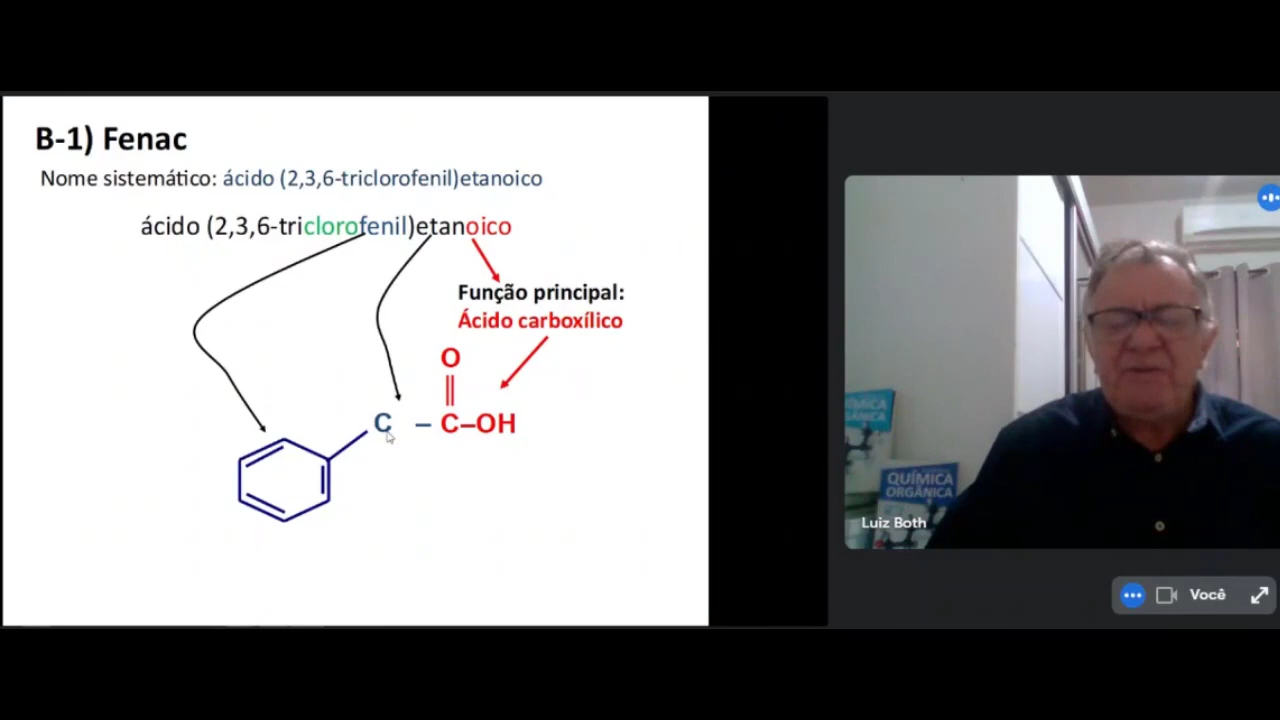 B-1) Fenac
Nome sistemático: ácido (2,3,6-triclorofenil)etanoico
ácido (2,3,6-triclorofenil)etanoico
Função principal:
Ácido carboxílico
O
C – C–OH
QUÍMICA
ORGÂNICA
Luiz Both
Você